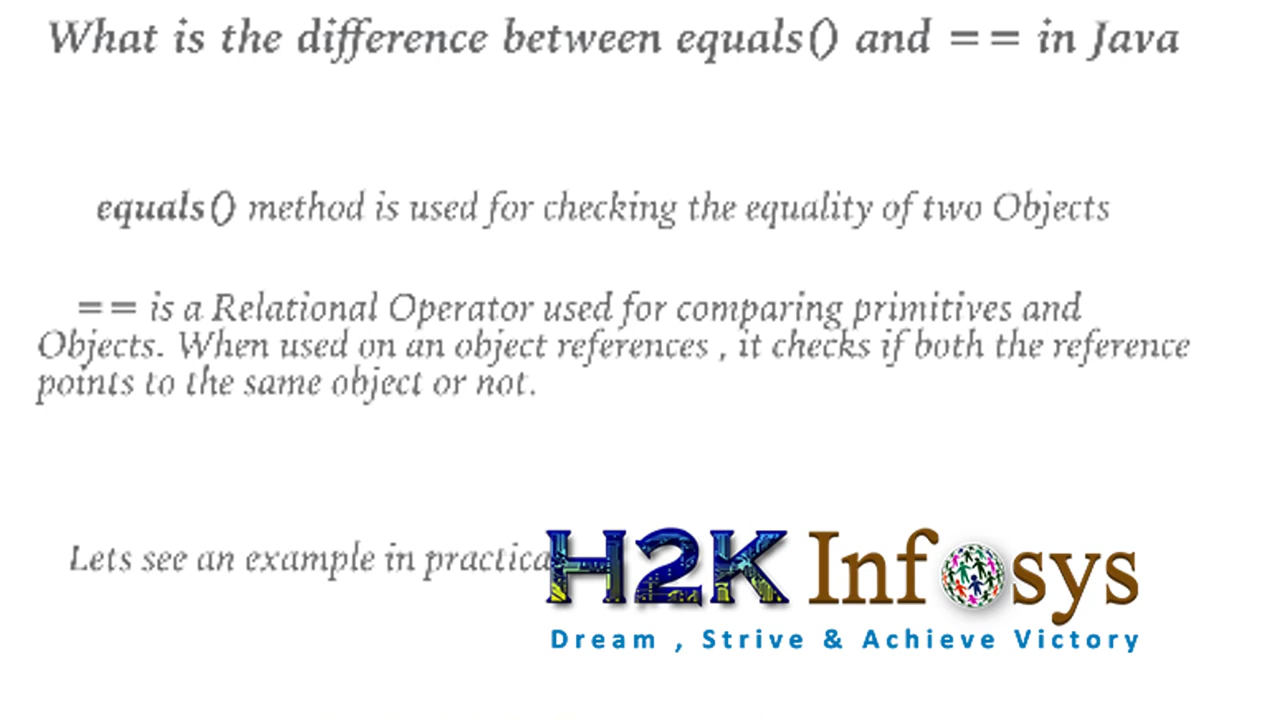 What is the difference between equals() and == in Java
equals() method is used for checking the equality of two Objects
== is a Relational Operator used for comparing primitives and
Objects. When used on an object references , it checks if both the reference
points to the same object or not.
Lets see an example in practica
H2K Infosys
Dream , Strive & Achieve Victory